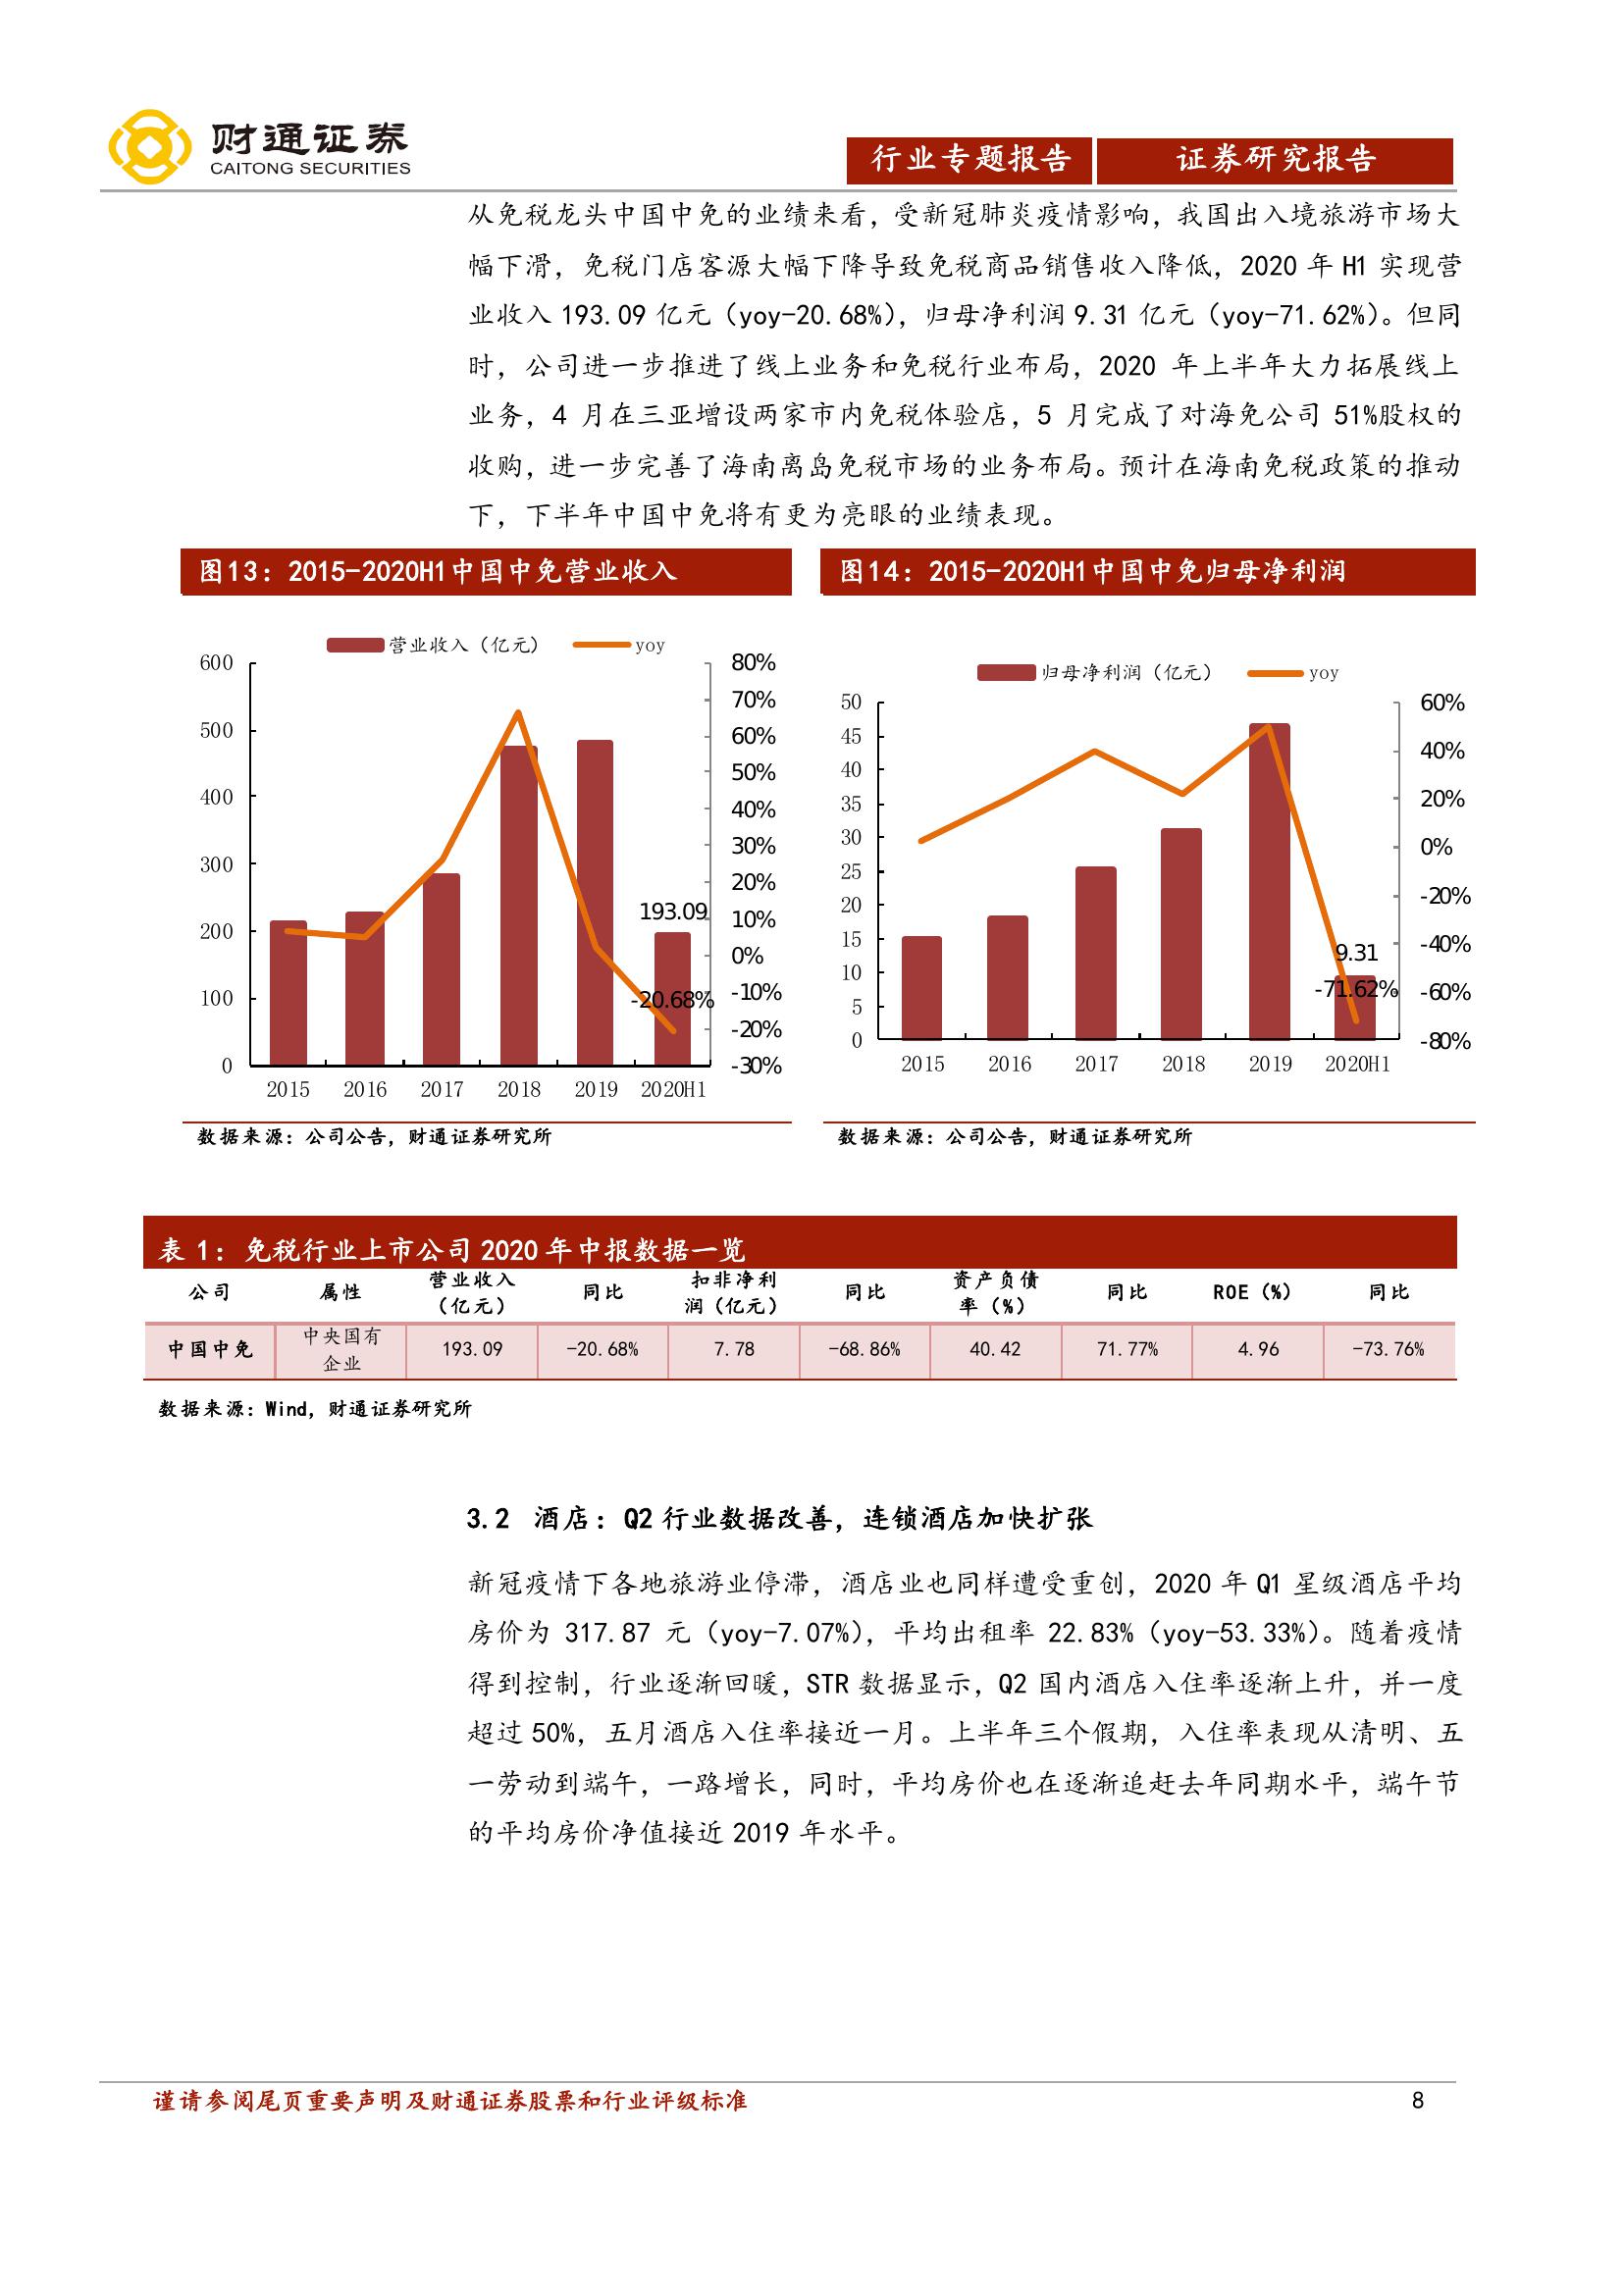 财通证券
CAITONG SECURITIES
行业专题报告
证券研究报告
从免税龙头中国中免的业绩来看，受新冠肺炎疫情影响，我国出入境旅游市场大
幅下滑，免税门店客源大幅下降导致免税商品销售收入降低，2020 年 H1 实现营
业收入 193.09 亿元（yoy-20.68%），归母净利润 9.31 亿元（yoy-71.62%）。但同
时，公司进一步推进了线上业务和免税行业布局，2020 年上半年大力拓展线上
业务，4 月在三亚增设两家市内免税体验店，5 月完成了对海免公司 51%股权的
收购，进一步完善了海南离岛免税市场的业务布局。预计在海南免税政策的推动
下，下半年中国中免将有更为亮眼的业绩表现。
图13：2015-2020H1中国中免营业收入
营业收入（亿元） yoy
600
500
400
300
200
100
0
80%
70%
60%
50%
40%
30%
20%
10%
0%
-10%
-20%
-30%
193.09
-20.68%
2015 2016 2017 2018 2019 2020H1
数据来源：公司公告，财通证券研究所
图14：2015-2020H1中国中免归母净利润
归母净利润（亿元） yoy
50
45
40
35
30
25
20
15
10
5
0
60%
40%
20%
0%
-20%
-40%
-60%
-80%
9.31
-71.62%
2015 2016 2017 2018 2019 2020H1
数据来源：公司公告，财通证券研究所
表 1：免税行业上市公司 2020 年中报数据一览
公司 属性 营业收入（亿元） 同比 扣非净利润（亿元） 同比 资产负债率（%） 同比 ROE（%） 同比
中国中免 中央国有企业 193.09 -20.68% 7.78 -68.86% 40.42 71.77% 4.96 -73.76%
数据来源：Wind，财通证券研究所
3.2 酒店：Q2 行业数据改善，连锁酒店加快扩张
新冠疫情下各地旅游业停滞，酒店业也同样遭受重创，2020 年 Q1 星级酒店平均
房价为 317.87 元（yoy-7.07%），平均出租率 22.83%（yoy-53.33%）。随着疫情
得到控制，行业逐渐回暖，STR 数据显示，Q2 国内酒店入住率逐渐上升，并一度
超过 50%，五月酒店入住率接近一月。上半年三个假期，入住率表现从清明、五
一劳动到端午，一路增长，同时，平均房价也在逐渐追赶去年同期水平，端午节
的平均房价净值接近 2019 年水平。
谨请参阅尾页重要声明及财通证券股票和行业评级标准
8